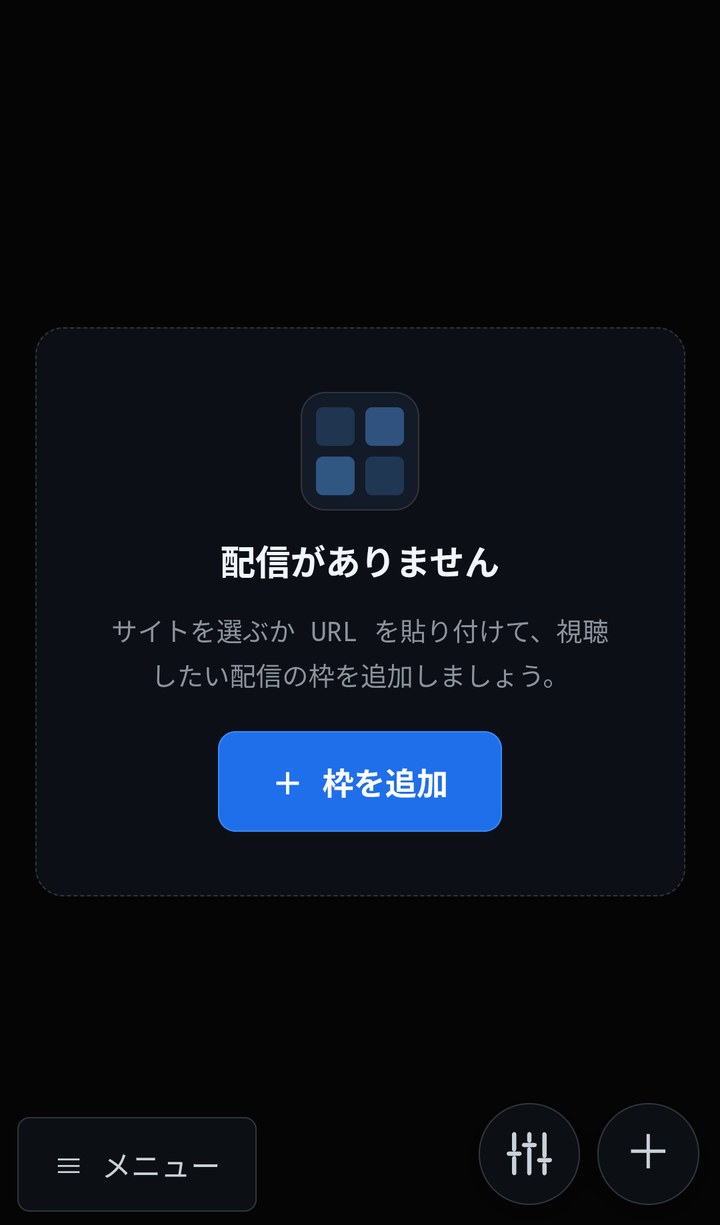 配信がありません
サイトを選ぶか URL を貼り付けて、視聴
したい配信の枠を追加しましょう。
＋ 枠を追加
≡ メニュー